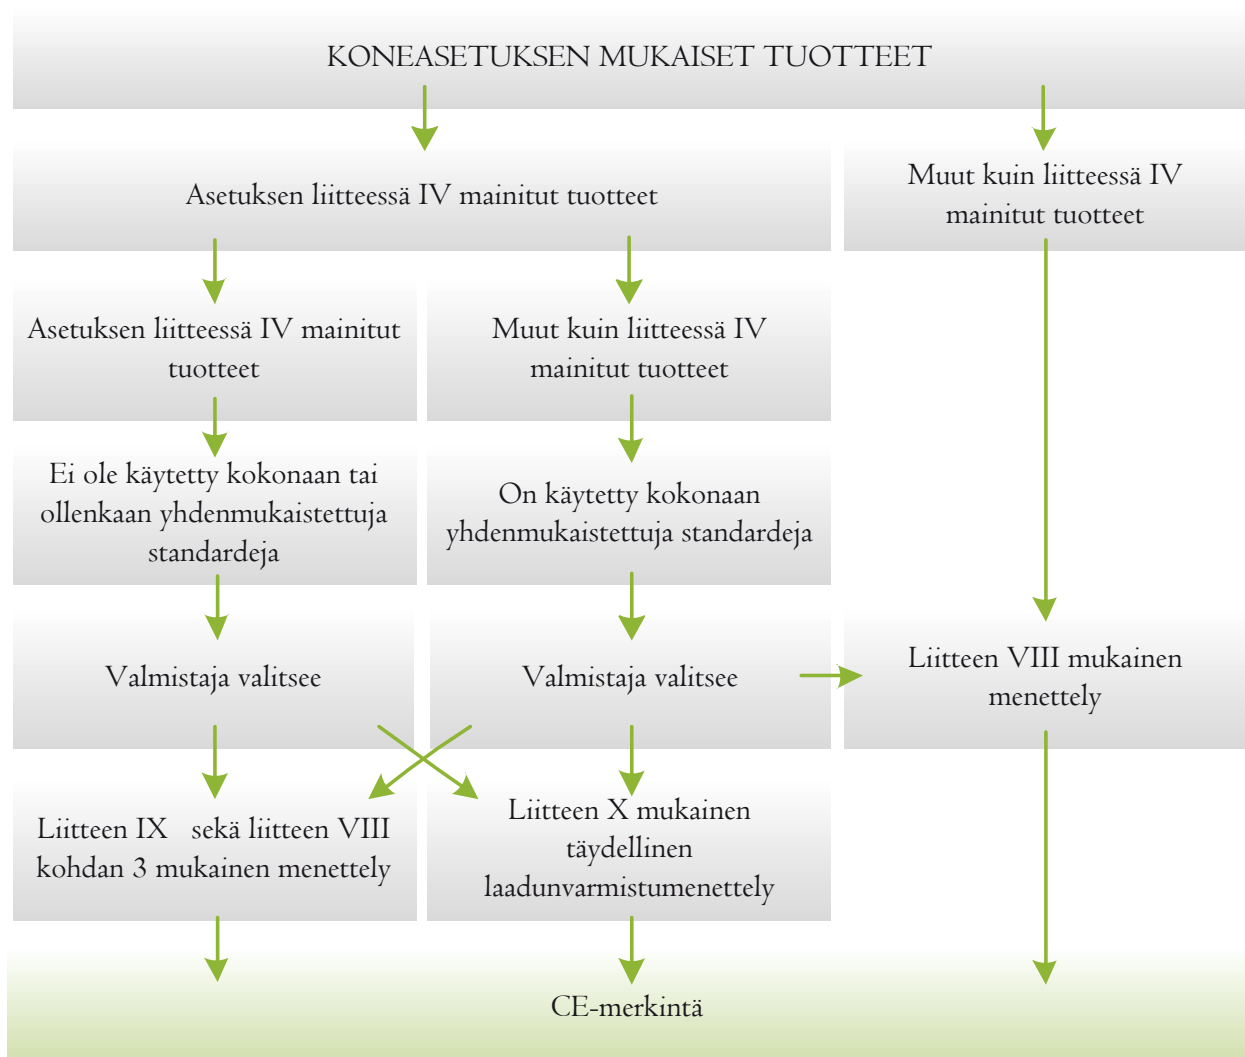 KONEASETUKSEN MUKAISET TUOTTEET
Asetuksen liitteessä IV mainitut tuotteet
Muut kuin liitteessä IV
mainitut tuotteet
Asetuksen liitteessä IV mainitut
tuotteet
Muut kuin liitteessä IV
mainitut tuotteet
Ei ole käytetty kokonaan tai
ollenkaan yhdenmukaistettuja
standardeja
On käytetty kokonaan
yhdenmukaistettuja standardeja
Valmistaja valitsee
Valmistaja valitsee
Liitteen VIII mukainen
menettely
Liitteen IX sekä liitteen VIII
kohdan 3 mukainen menettely
Liitteen X mukainen
täydellinen
laadunvarmistumenettely
CE-merkintä